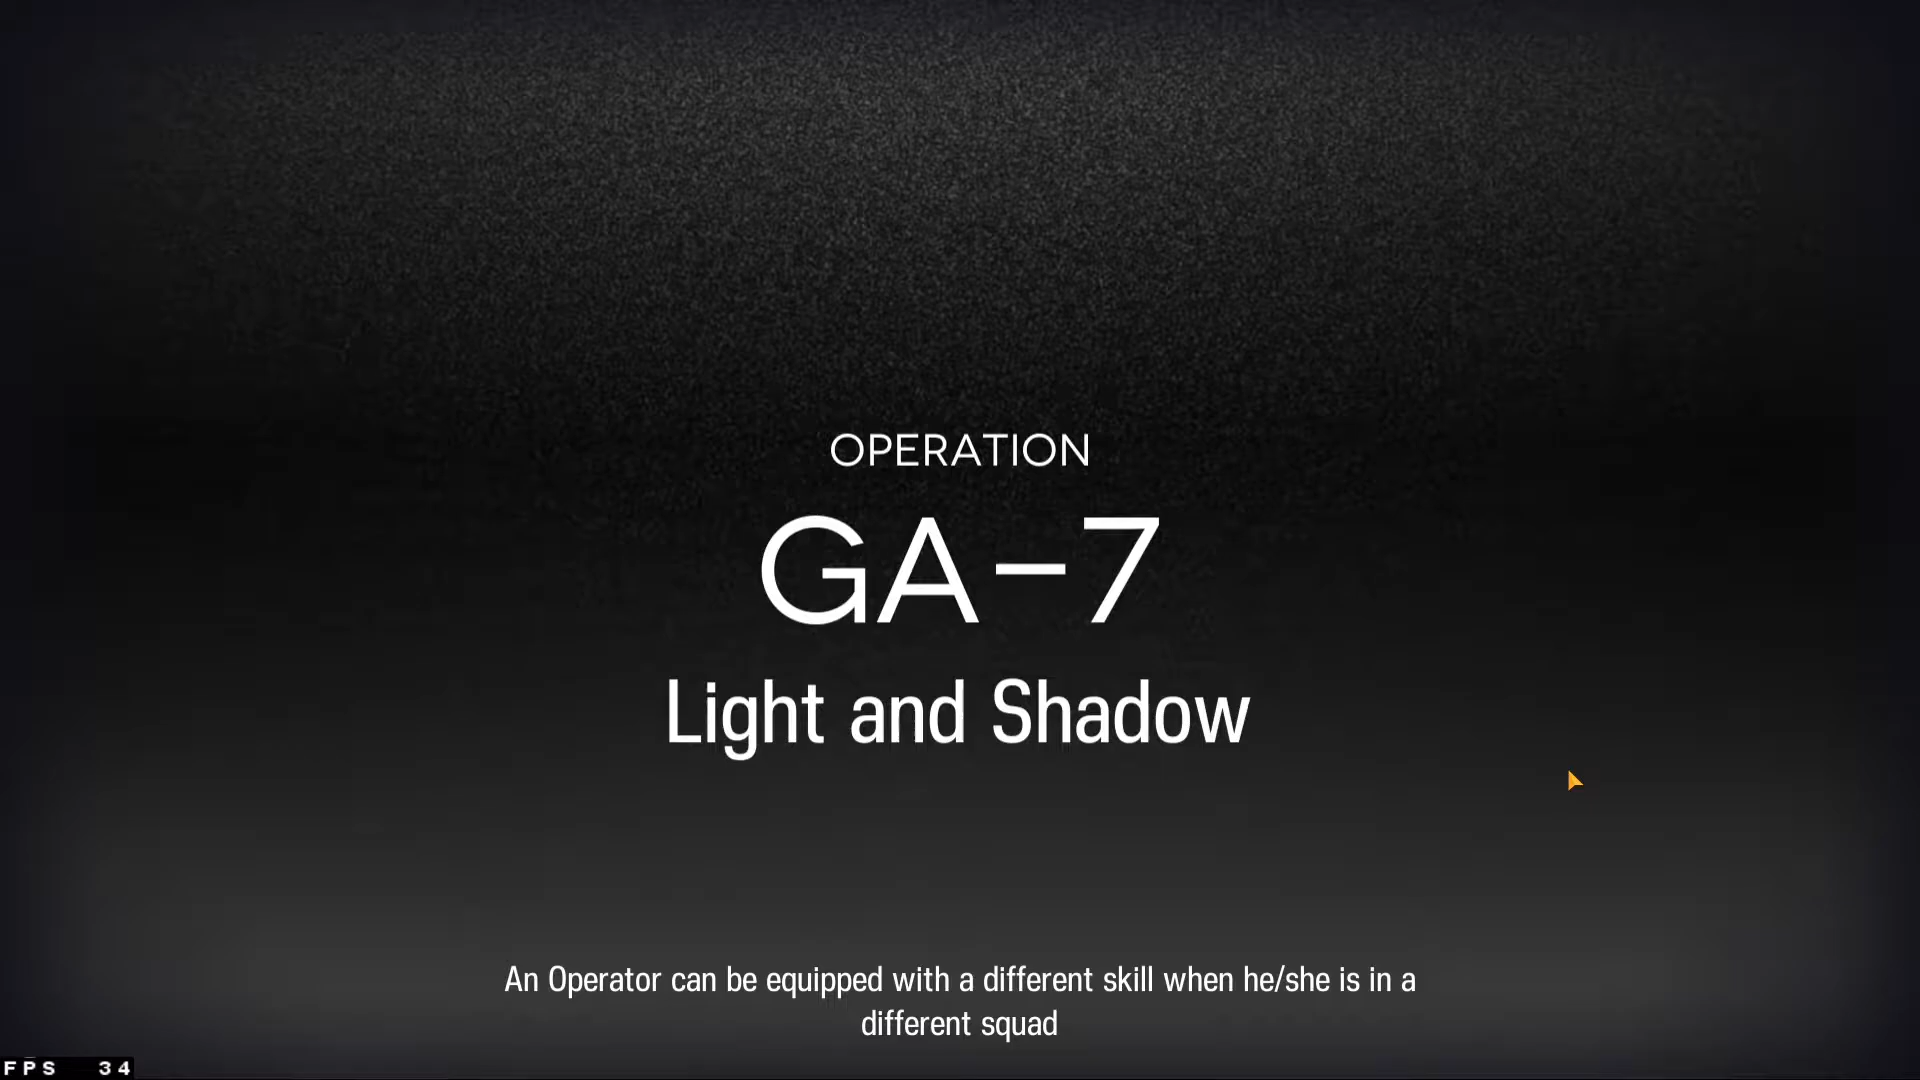 OPERATION
GA-7
Light and Shadow
An Operator can be equipped with a different skill when he/she is in a
different squad
FPS 34